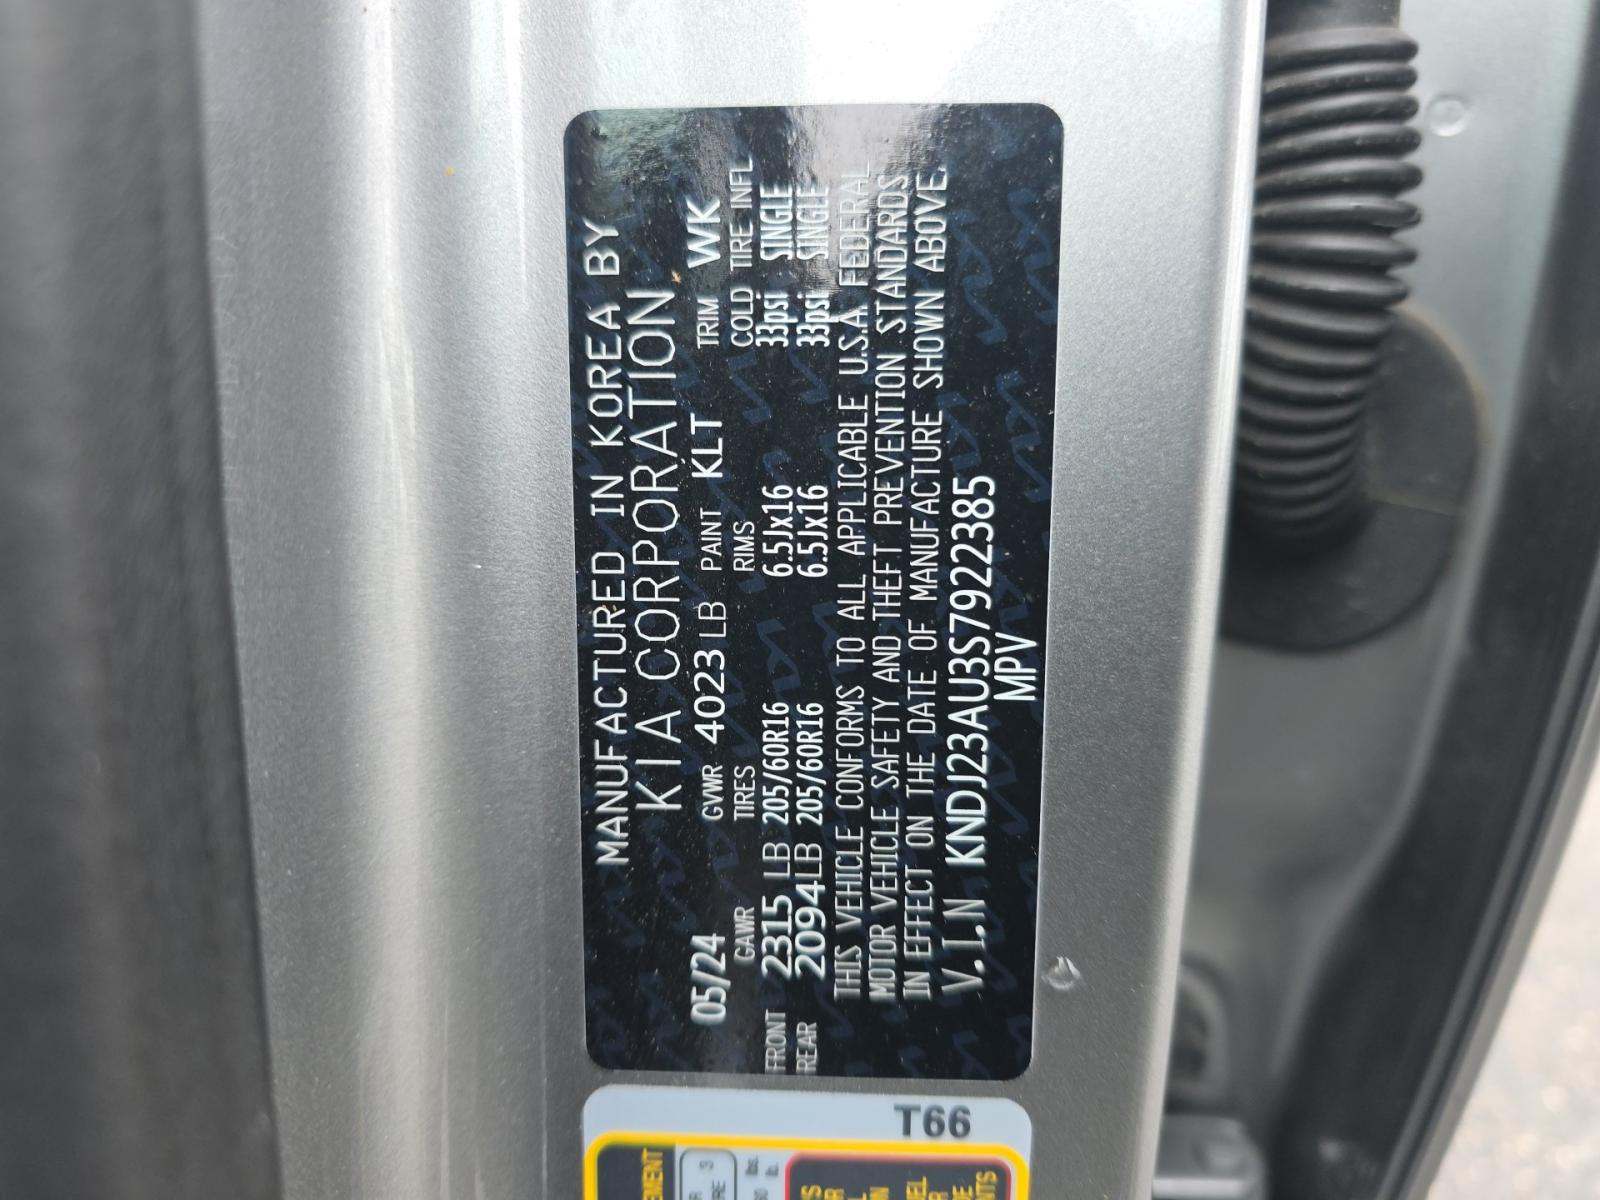 MANUFACTURED IN KOREA BY
KIA CORPORATION
05/24 GVWR 4023 LB PAINT KLT TRIM WK
GAWR TIRES RIMS COLD TIRE INFL
FRONT 2315 LB 205/60R16 6.5Jx16 33psi SINGLE
REAR 2094 LB 205/60R16 6.5Jx16 33psi SINGLE
THIS VEHICLE CONFORMS TO ALL APPLICABLE U.S.A. FEDERAL
MOTOR VEHICLE SAFETY AND THEFT PREVENTION STANDARDS
IN EFFECT ON THE DATE OF MANUFACTURE SHOWN ABOVE.
V.I.N KNDJ23AU3S7922385
MPV
T66